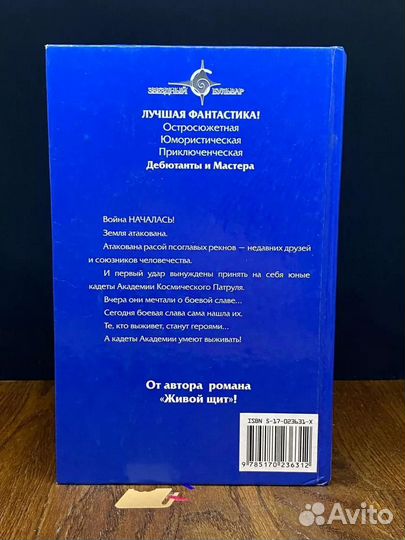 ЗВЕЗДНЫЙ БУЛЬВАР
ЛУЧШАЯ ФАНТАСТИКА!
Остросюжетная
Юмористическая
Приключенческая
Дебютанты и Мастера
Война НАЧАЛАСЬ!
Земля атакована.
Атакована расой псоглавых рекнов — недавних друзей
и союзников человечества.
И первый удар вынуждены принять на себя юные
кадеты Академии Космического Патруля.
Вчера они мечтали о боевой славе...
Сегодня боевая слава сама нашла их.
Те, кто выживет, станут героями...
А кадеты Академии умеют выживать!
От автора романа
«Живой щит»!
ISBN 5-17-023631-X
9 785170 236312
Avito